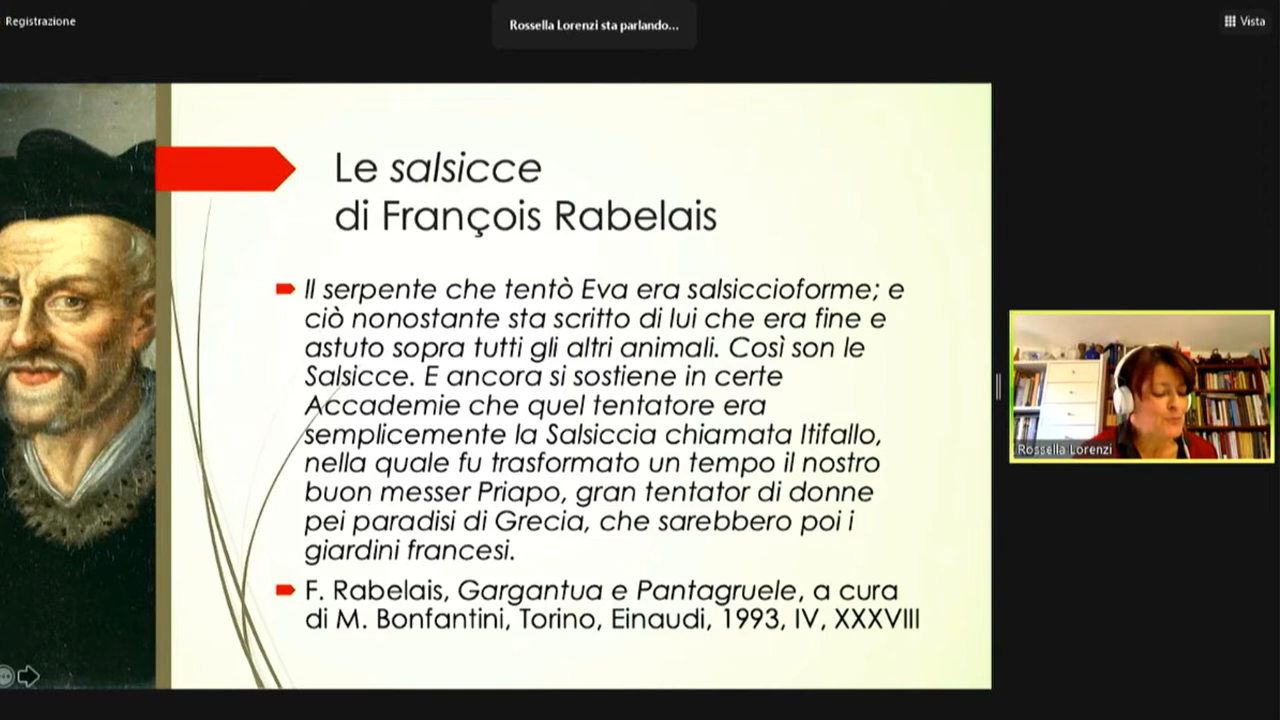 Registrazione
Rossella Lorenzi sta parlando...
Vista
Le salsicce
di François Rabelais
Il serpente che tentò Eva era salsiccioforme; e
ciò nonostante sta scritto di lui che era fine e
astuto sopra tutti gli altri animali. Così son le
Salsicce. E ancora si sostiene in certe
Accademie che quel tentatore era
semplicemente la Salsiccia chiamata Itifallo,
nella quale fu trasformato un tempo il nostro
buon messer Priapo, gran tentator di donne
pei paradisi di Grecia, che sarebbero poi i
giardini francesi.
F. Rabelais, Gargantua e Pantagruele, a cura
di M. Bonfantini, Torino, Einaudi, 1993, IV, XXXVIII
Rossella Lorenzi